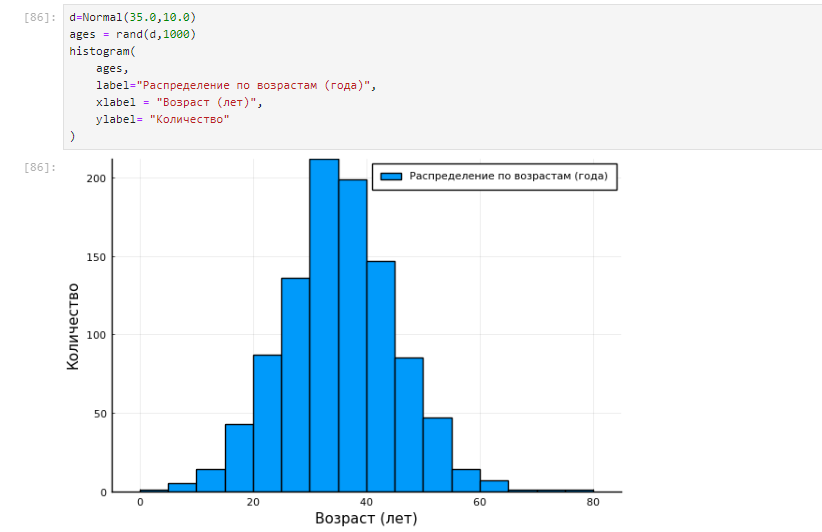 [86]:
d=Normal(35.0,10.0)
ages = rand(d,1000)
histogram(
ages,
label="Распределение по возрастам (года)",
xlabel = "Возраст (лет)",
ylabel= "Количество"
)
[86]:
Распределение по возрастам (года)
200
150
100
50
0
Количество
0 20 40 60 80
Возраст (лет)